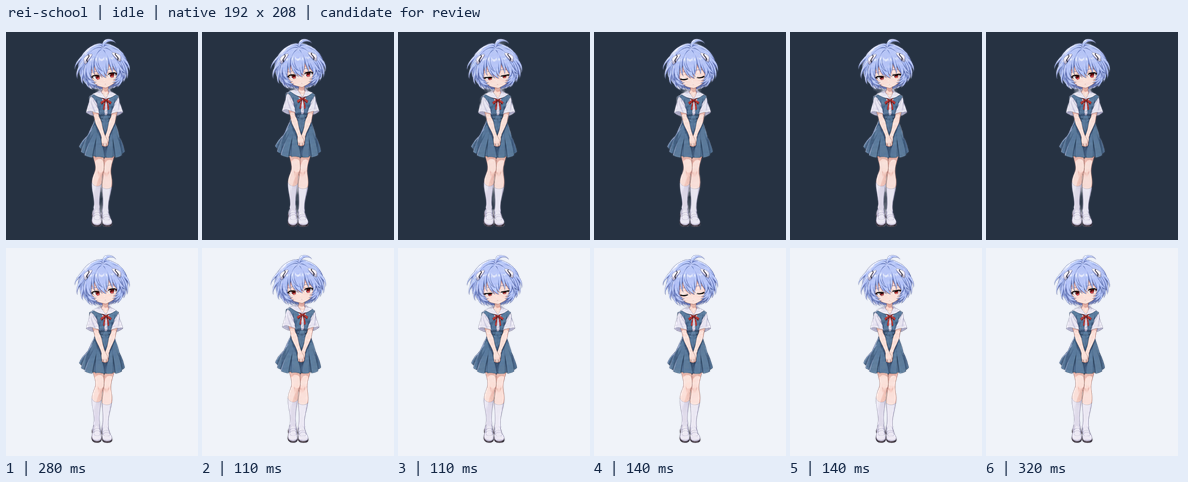 rei-school | idle | native 192 x 208 | candidate for review
1 | 280 ms
2 | 110 ms
3 | 110 ms
4 | 140 ms
5 | 140 ms
6 | 320 ms